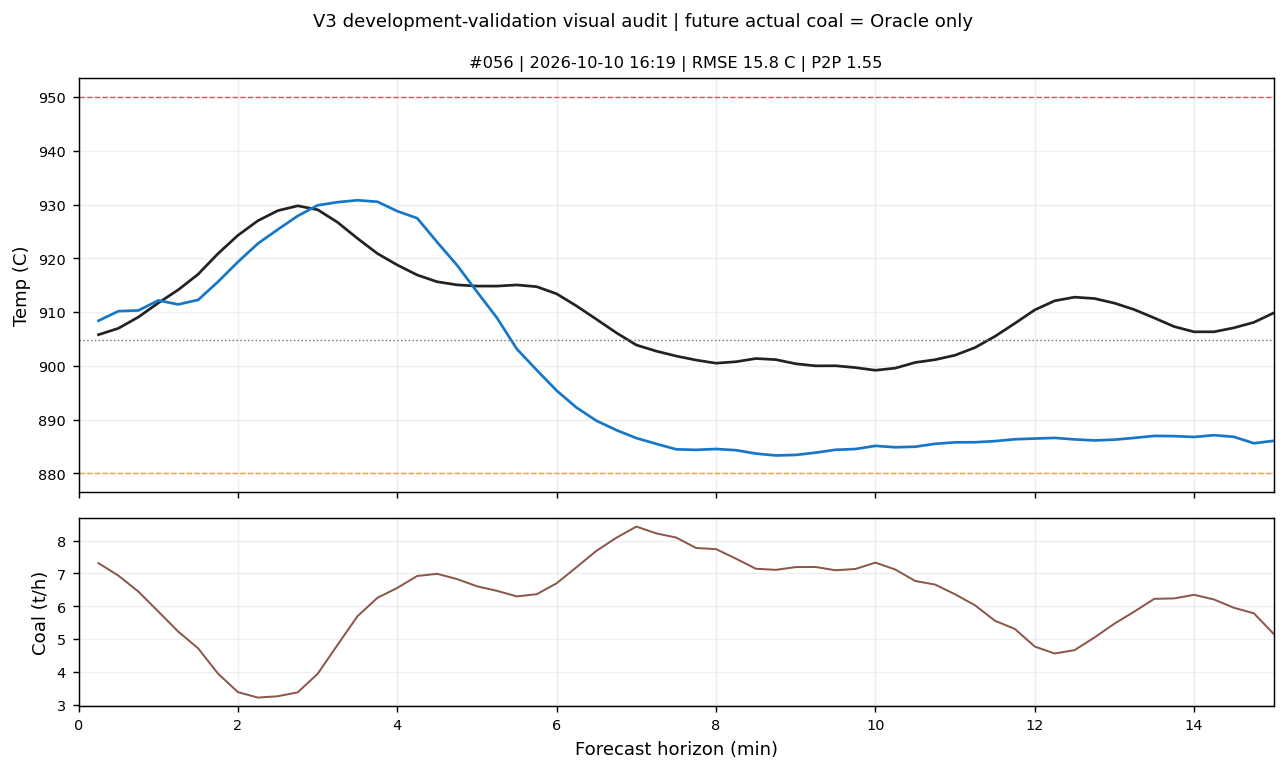 V3 development-validation visual audit | future actual coal = Oracle only
#056 | 2026-10-10 16:19 | RMSE 15.8 C | P2P 1.55
950
940
930
920
910
900
890
880
Temp (C)
8
7
6
5
4
3
Coal (t/h)
0 2 4 6 8 10 12 14
Forecast horizon (min)